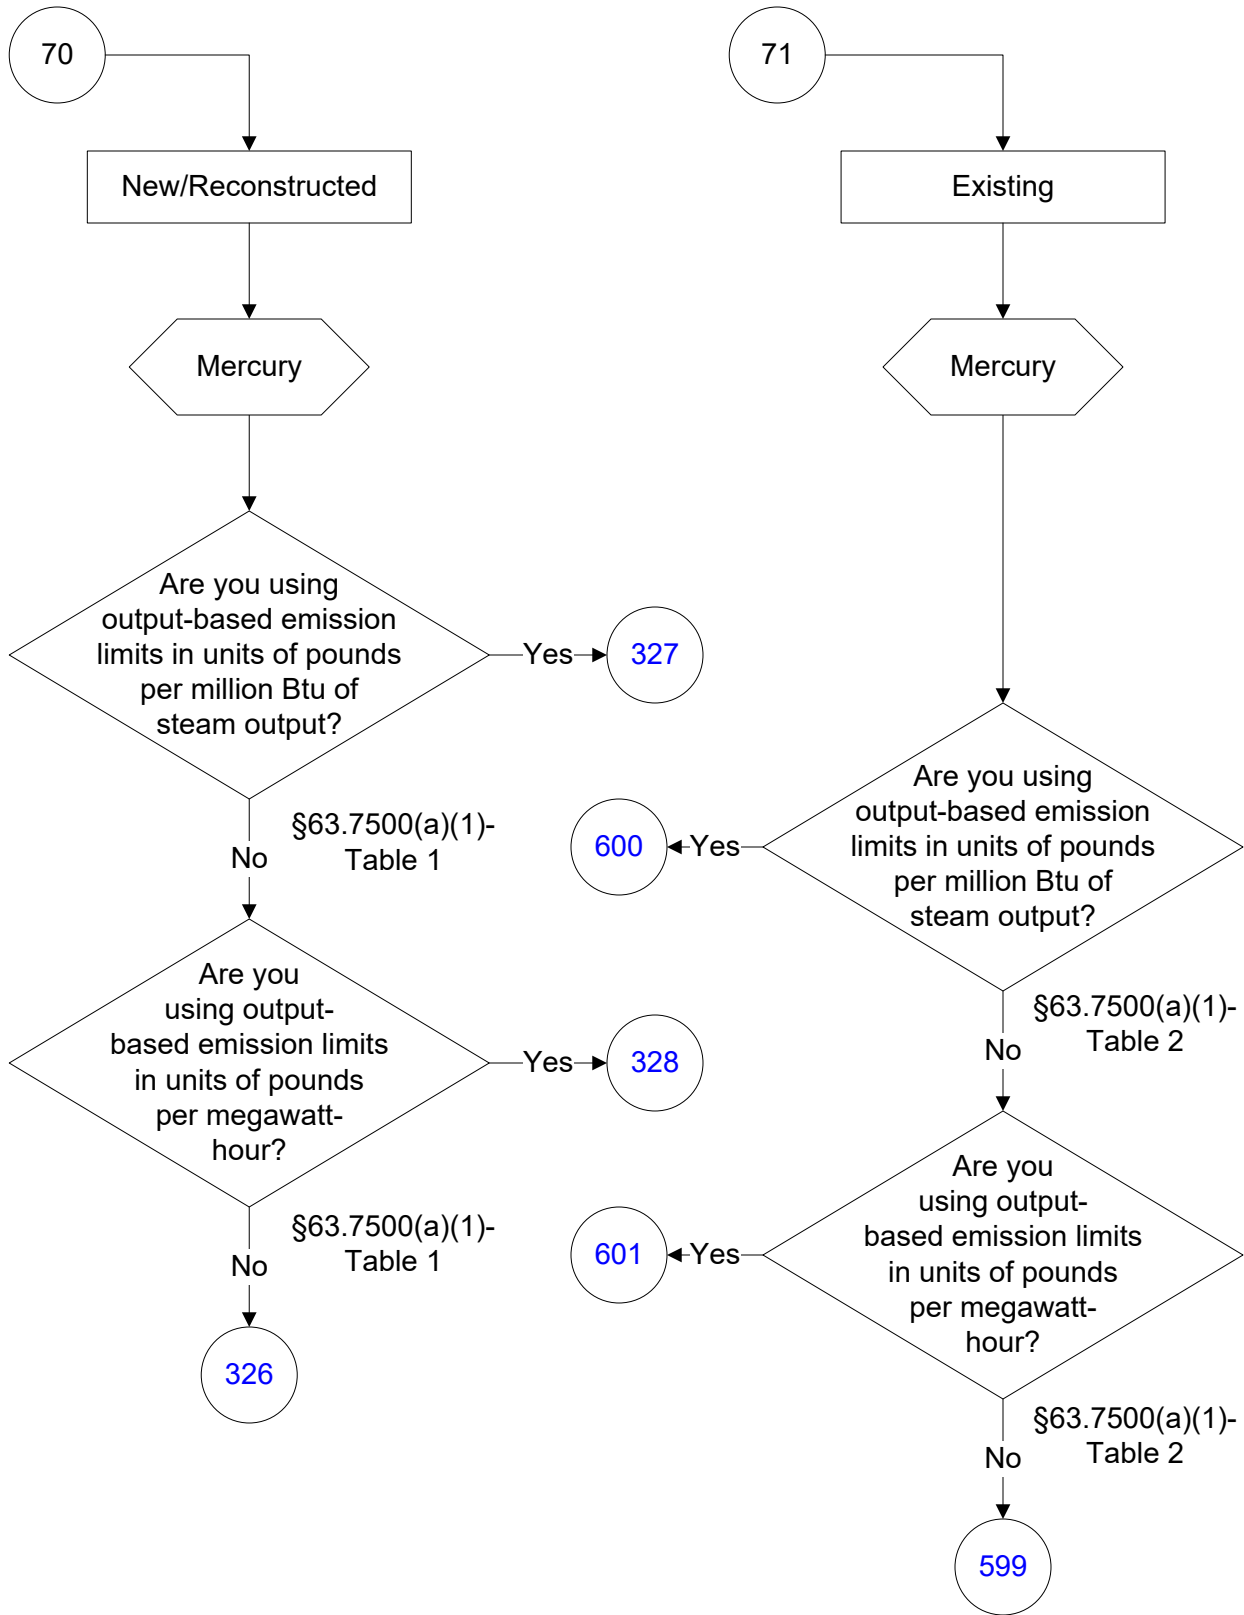 70
New/Reconstructed
Mercury
Are you using
output-based emission
limits in units of pounds
per million Btu of
steam output?
Yes
327
§63.7500(a)(1)-
Table 1
No
Are you
using output-
based emission limits
in units of pounds
per megawatt-
hour?
Yes
328
§63.7500(a)(1)-
Table 1
No
326
71
Existing
Mercury
Are you using
output-based emission
limits in units of pounds
per million Btu of
steam output?
Yes
600
§63.7500(a)(1)-
Table 2
No
Are you
using output-
based emission limits
in units of pounds
per megawatt-
hour?
Yes
601
§63.7500(a)(1)-
Table 2
No
599